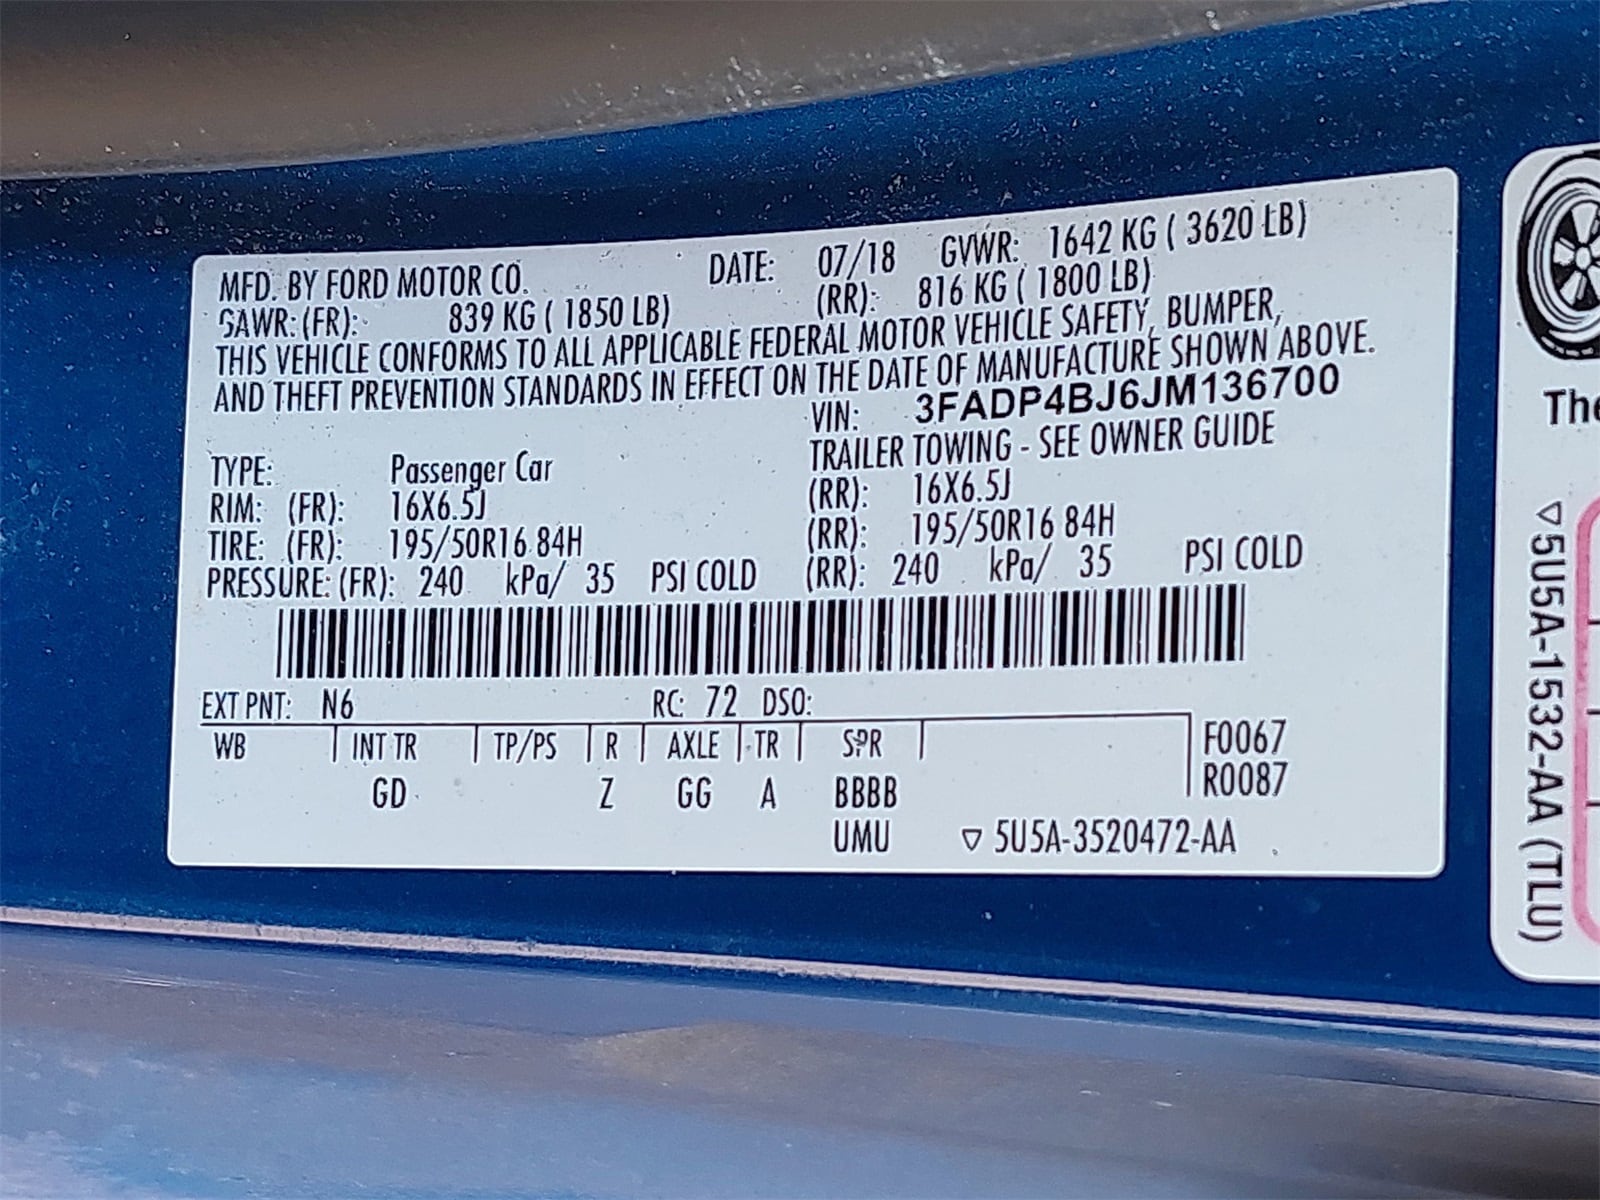 MFD. BY FORD MOTOR CO. DATE: 07/18 GVWR: 1642 KG ( 3620 LB)
GAWR: (FR): 839 KG ( 1850 LB) (RR): 816 KG ( 1800 LB)
THIS VEHICLE CONFORMS TO ALL APPLICABLE FEDERAL MOTOR VEHICLE SAFETY, BUMPER,
AND THEFT PREVENTION STANDARDS IN EFFECT ON THE DATE OF MANUFACTURE SHOWN ABOVE.
VIN: 3FADP4BJ6JM136700
TRAILER TOWING - SEE OWNER GUIDE
TYPE: Passenger Car
RIM: (FR): 16X6.5J (RR): 16X6.5J
TIRE: (FR): 195/50R16 84H (RR): 195/50R16 84H
PRESSURE: (FR): 240 kPa/ 35 PSI COLD (RR): 240 kPa/ 35 PSI COLD
EXT PNT: N6 RC: 72 DSO:
WB INT TR TP/PS R AXLE TR SPR F0067
GD Z GG A BBBB R0087
UMU ▽ 5U5A-3520472-AA
The
▽5U5A-1532-AA (TLU)